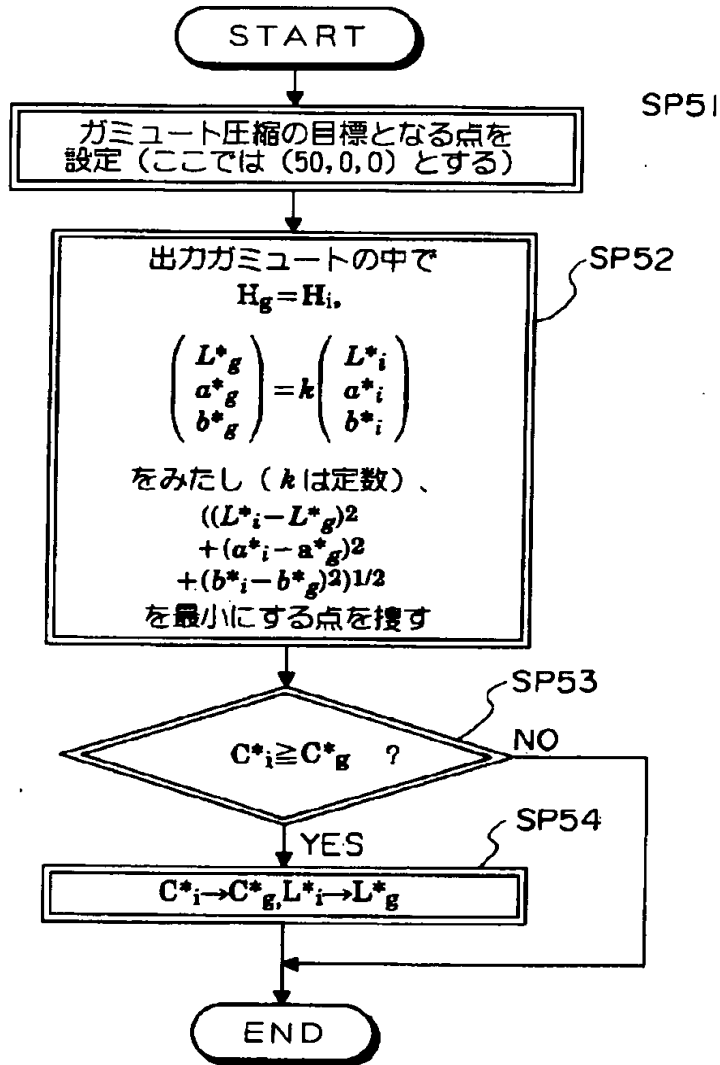 START
SP51
ガミュート圧縮の目標となる点を
設定（ここでは（50,0,0）とする）
SP52
出力ガミュートの中で
Hg=Hi,
L*g L*i
a*g =k a*i
b*g b*i
をみたし（kは定数）、
((L*i−L*g)2
+(a*i−a*g)2
+(b*i−b*g)2)1/2
を最小にする点を捜す
SP53
C*i≧C*g ?
NO
YES
SP54
C*i→C*g,L*i→L*g
END